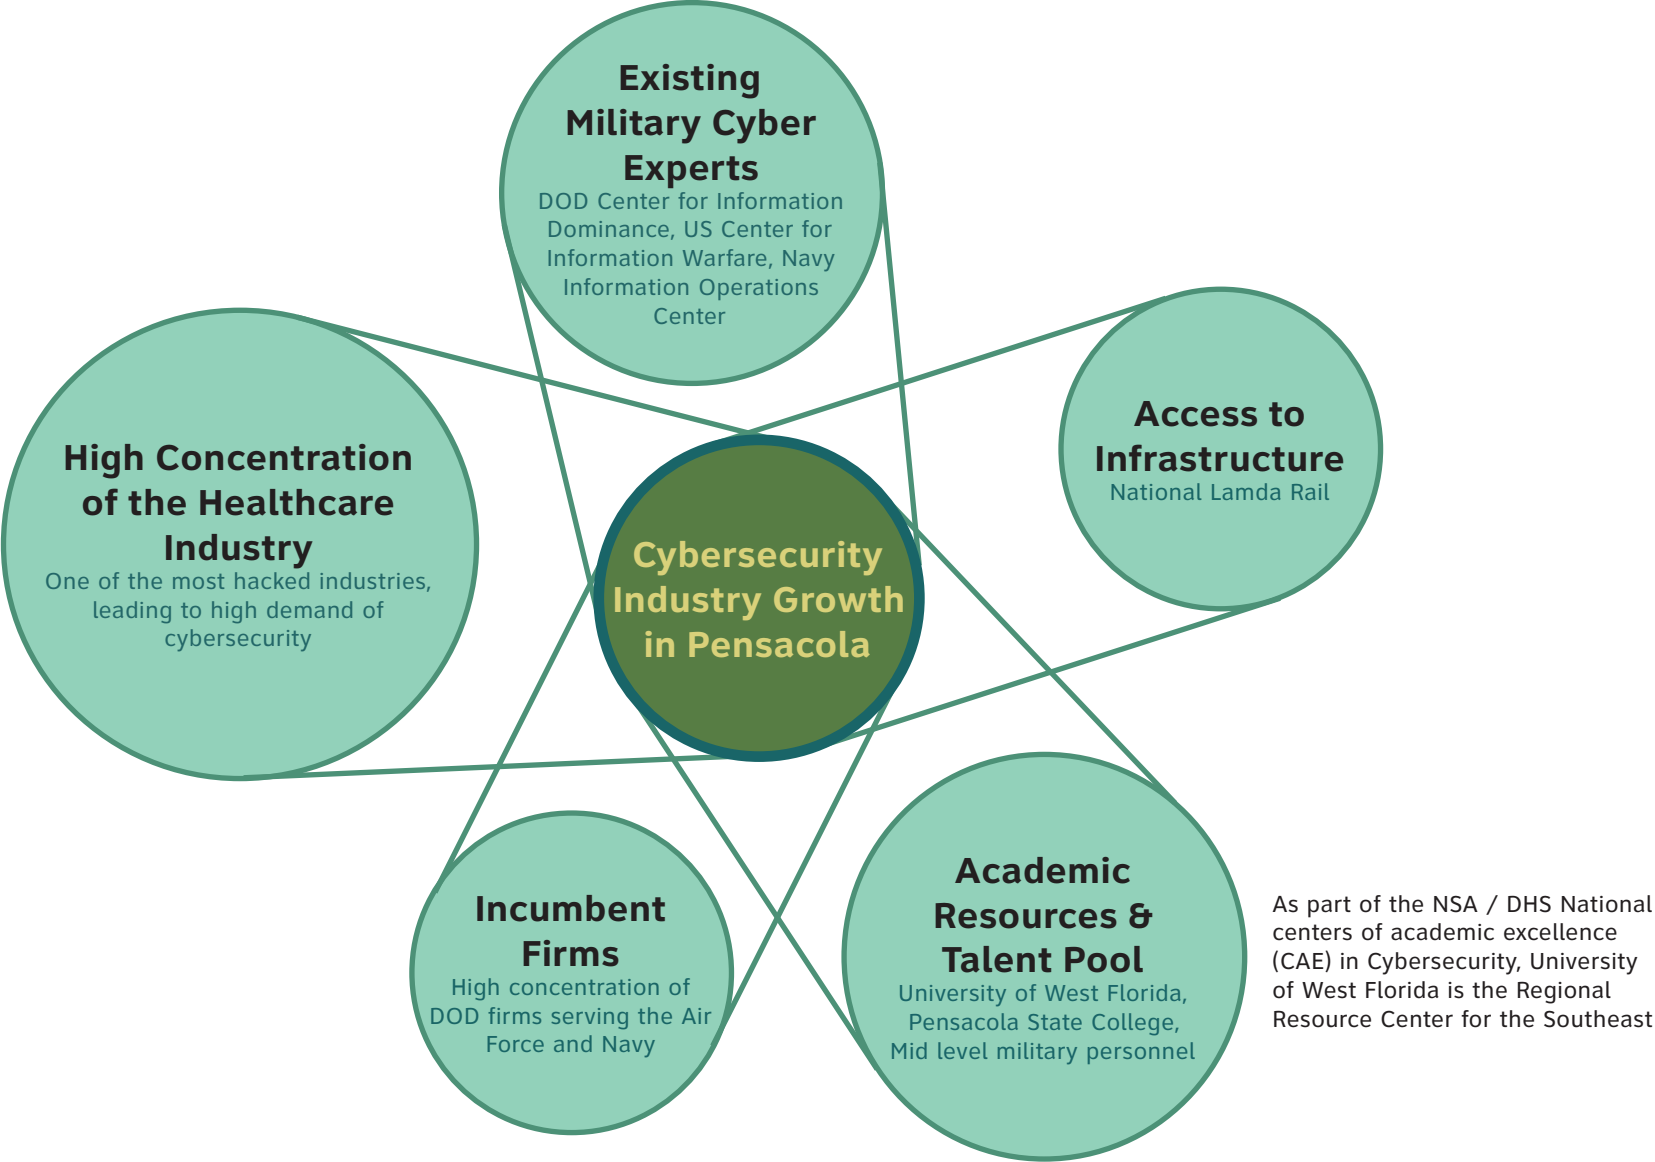 Existing
Military Cyber
Experts
DOD Center for Information
Dominance, US Center for
Information Warfare, Navy
Information Operations
Center
Access to
Infrastructure
National Lamda Rail
High Concentration
of the Healthcare
Industry
One of the most hacked industries,
leading to high demand of
cybersecurity
Cybersecurity
Industry Growth
in Pensacola
Incumbent
Firms
High concentration of
DOD firms serving the Air
Force and Navy
Academic
Resources &
Talent Pool
University of West Florida,
Pensacola State College,
Mid level military personnel
As part of the NSA / DHS National
centers of academic excellence
(CAE) in Cybersecurity, University
of West Florida is the Regional
Resource Center for the Southeast